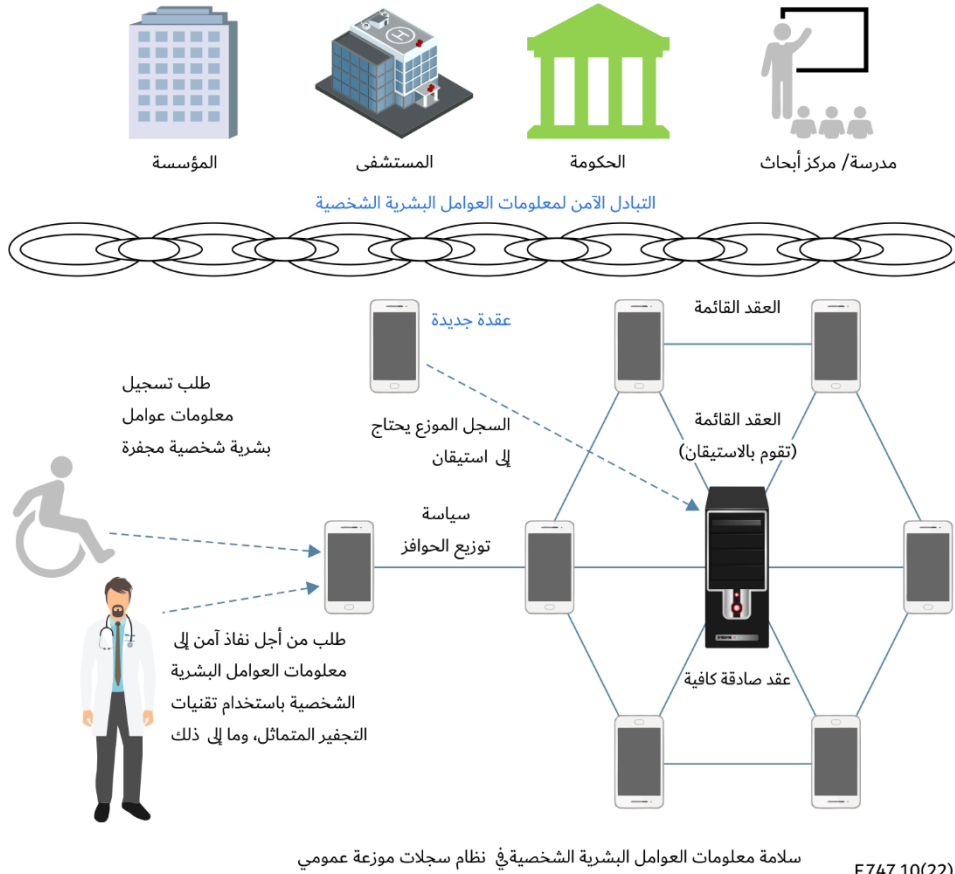 مدرسة/ مركز أبحاث
الحكومة
المستشفى
المؤسسة
التبادل الآمن لمعلومات العوامل البشرية الشخصية
العقد القائمة
عقدة جديدة
طلب تسجيل
معلومات عوامل
بشرية شخصية مجفرة
السجل الموزع يحتاج
إلى استيقان
العقد القائمة
(تقوم بالاستيقان)
سياسة
توزيع الحوافز
طلب من أجل نفاذ آمن إلى
معلومات العوامل البشرية
الشخصية باستخدام تقنيات
التجفير المتماثل، وما إلى ذلك
عقد صادقة كافية
سلامة معلومات العوامل البشرية الشخصية في نظام سجلات موزعة عمومي
F.747.10(22)